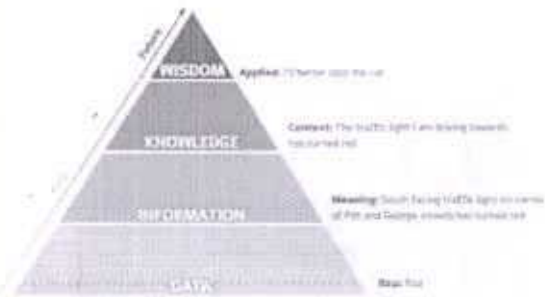 Future
WISDOM
Applied: I'd better stop the car
KNOWLEDGE
Context: The traffic light I am driving towards
has turned red
Meaning: South facing traffic light on corner
of Pitt and George streets has turned red
INFORMATION
Raw: Red
DATA